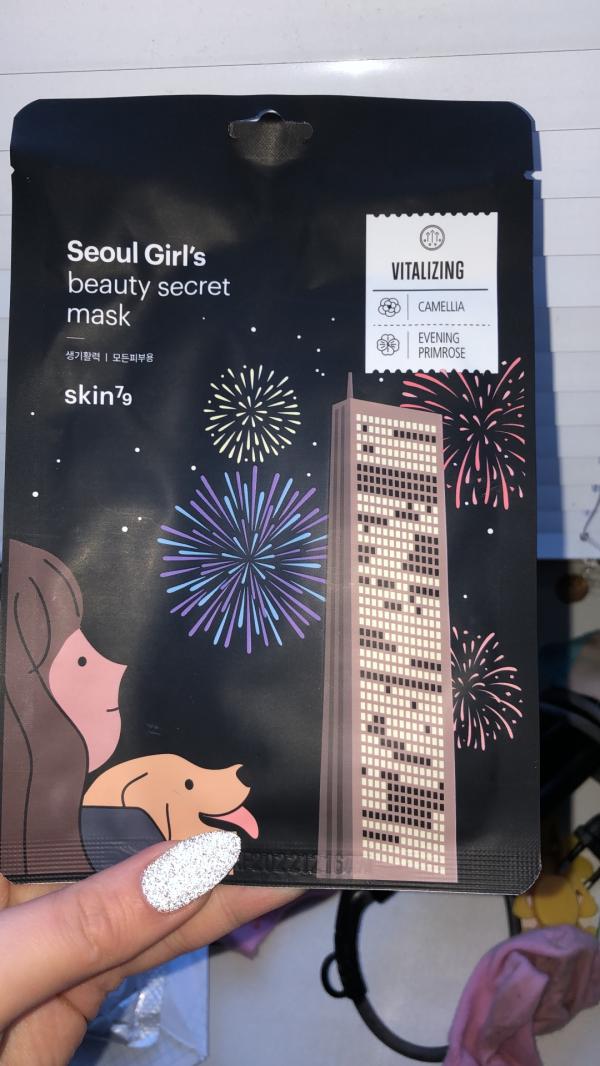 Seoul Girl's
beauty secret
mask
생기활력 | 모든피부용
skin79
VITALIZING
CAMELLIA
EVENING
PRIMROSE